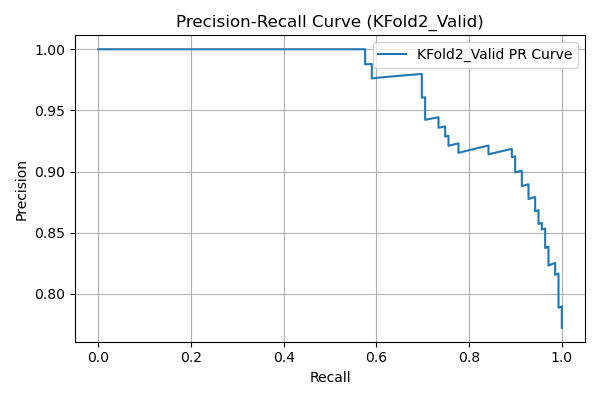 Precision-Recall Curve (KFold2_Valid)
KFold2_Valid PR Curve
1.00
0.95
0.90
0.85
0.80
Precision
0.0 0.2 0.4 0.6 0.8 1.0
Recall